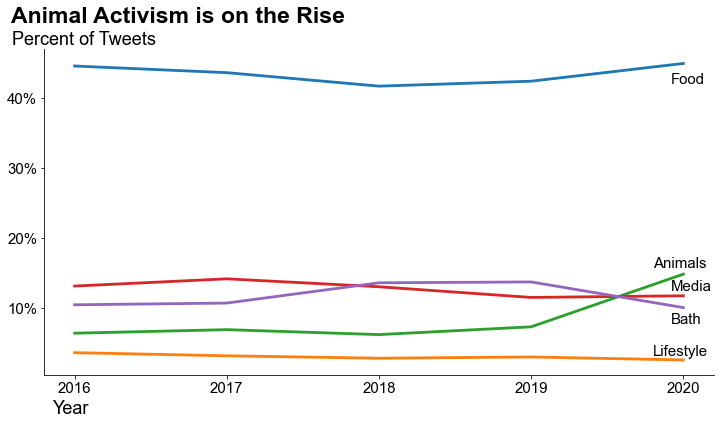 Animal Activism is on the Rise
Percent of Tweets
40%
30%
20%
10%
Food
Animals
Media
Bath
Lifestyle
2016 2017 2018 2019 2020
Year